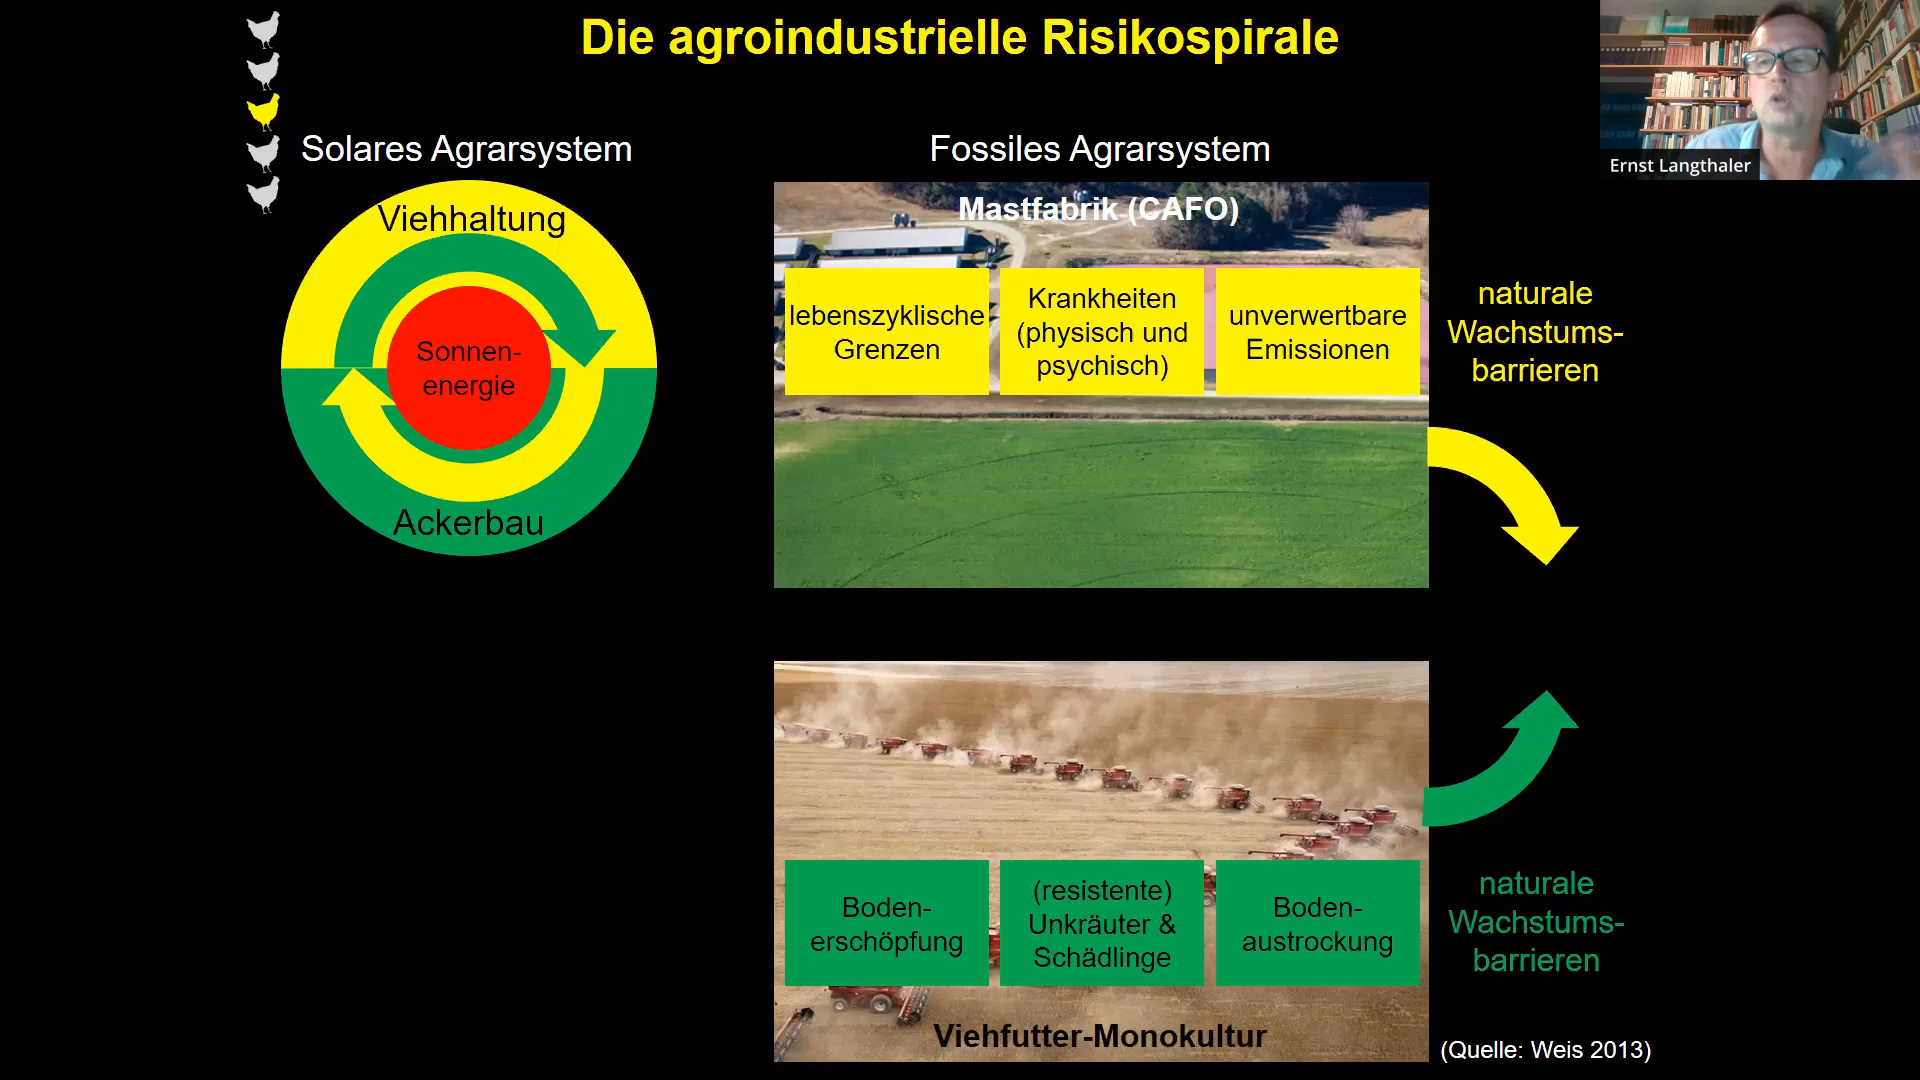 Die agroindustrielle Risikospirale
Ernst Langthaler
Solares Agrarsystem
Viehhaltung
Sonnen-
energie
Ackerbau
Fossiles Agrarsystem
Mastfabrik (CAFO)
lebenszyklische
Grenzen
Krankheiten
(physisch und
psychisch)
unverwertbare
Emissionen
naturale
Wachstums-
barrieren
Boden-
erschöpfung
(resistente)
Unkräuter &
Schädlinge
Boden-
austrockung
naturale
Wachstums-
barrieren
Viehfutter-Monokultur
(Quelle: Weis 2013)